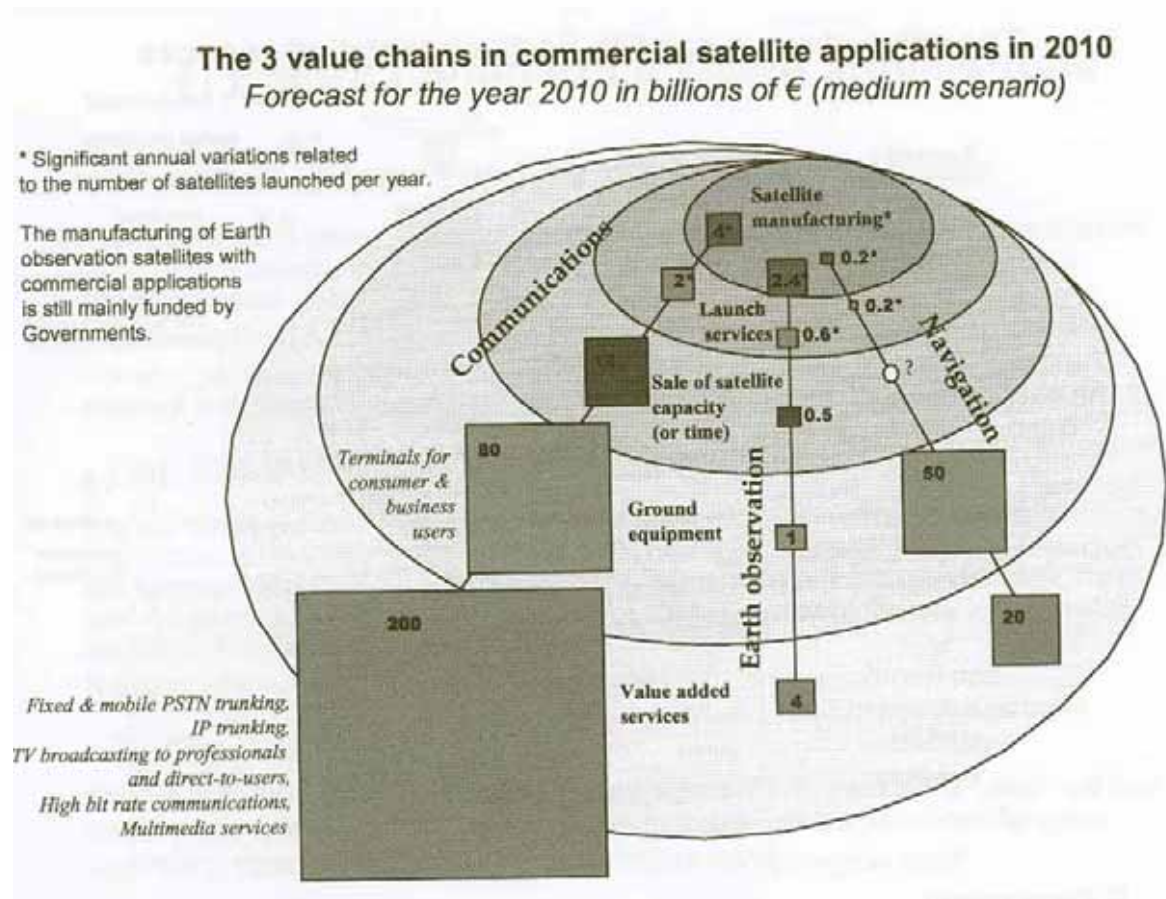 The 3 value chains in commercial satellite applications in 2010
Forecast for the year 2010 in billions of € (medium scenario)
* Significant annual variations related
to the number of satellites launched per year.
The manufacturing of Earth
observation satellites with
commercial applications
is still mainly funded by
Governments.
Communications
Navigation
Earth observation
Satellite
manufacturing*
4*
2.4*
0.2*
Launch
services
2*
0.6*
0.2*
Sale of satellite
capacity
(or time)
0.5
?
Terminals for
consumer &
business
users
80
Ground
equipment
1
50
200
Fixed & mobile PSTN trunking,
IP trunking,
TV broadcasting to professionals
and direct-to-users,
High bit rate communications,
Multimedia services
Value added
services
4
20